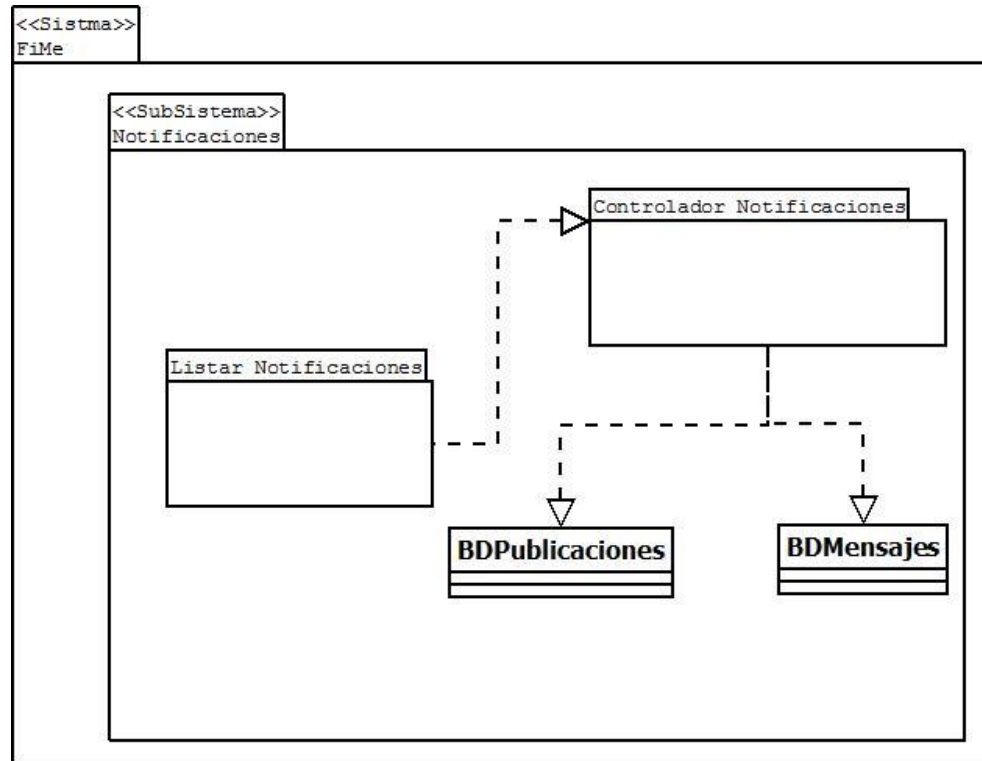 <<Sistma>>
FiMe
<<SubSistema>>
Notificaciones
Controlador Notificaciones
Listar Notificaciones
BDPublicaciones
BDMensajes